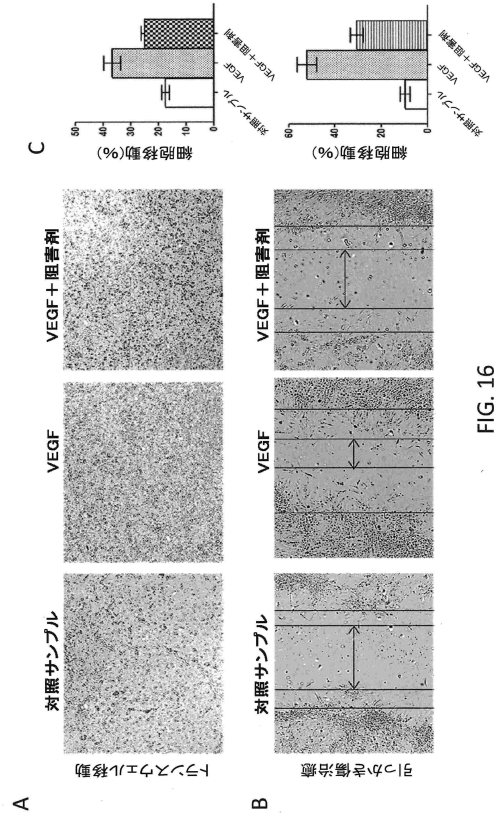 A
対照サンプル
VEGF
VEGF＋阻害剤
トランスウェル移動
B
対照サンプル
VEGF
VEGF＋阻害剤
引っかき傷治癒
C
細胞移動(%)
50
40
30
20
10
0
対照サンプル
VEGF
VEGF＋阻害剤
細胞移動(%)
60
40
20
0
対照サンプル
VEGF
VEGF＋阻害剤
FIG. 16